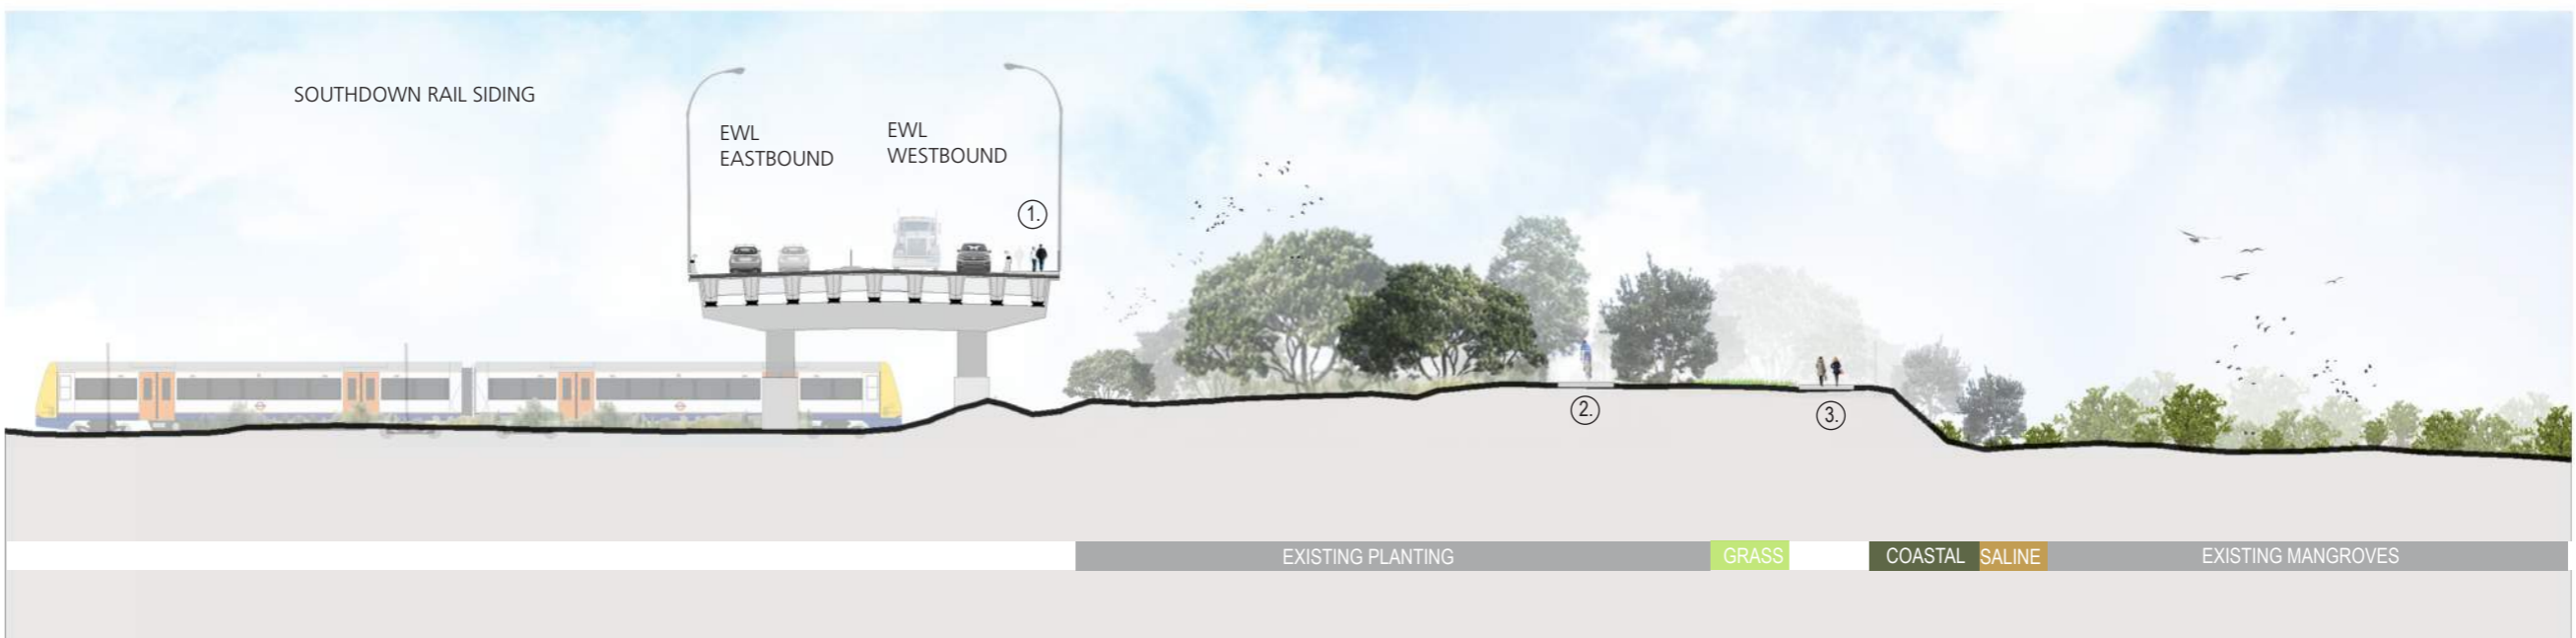 SOUTHDOWN RAIL SIDING
EWL
EASTBOUND
EWL
WESTBOUND
1.
2.
3.
EXISTING PLANTING
GRASS
COASTAL
SALINE
EXISTING MANGROVES